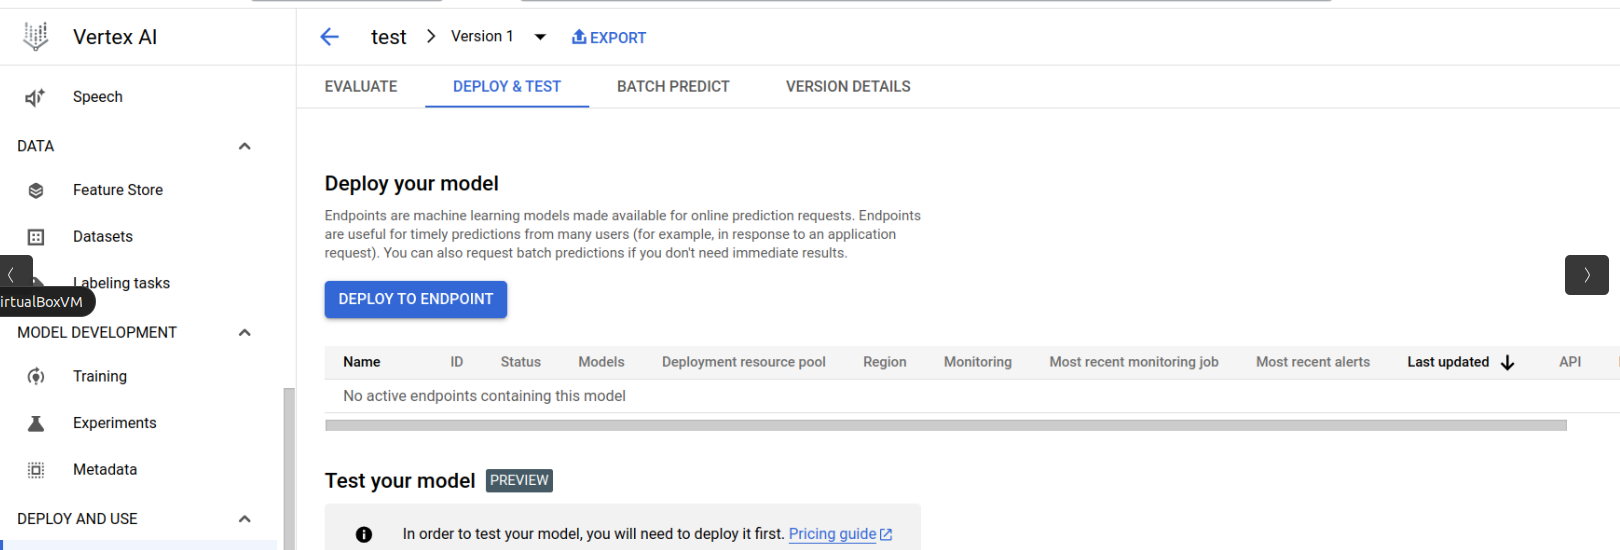 Vertex AI
test
Version 1
EXPORT
Speech
EVALUATE
DEPLOY & TEST
BATCH PREDICT
VERSION DETAILS
DATA
Feature Store
Datasets
Labeling tasks
irtualBoxVM
MODEL DEVELOPMENT
Training
Experiments
Metadata
DEPLOY AND USE
Deploy your model
Endpoints are machine learning models made available for online prediction requests. Endpoints
are useful for timely predictions from many users (for example, in response to an application
request). You can also request batch predictions if you don't need immediate results.
DEPLOY TO ENDPOINT
Name ID Status Models Deployment resource pool Region Monitoring Most recent monitoring job Most recent alerts Last updated API
No active endpoints containing this model
Test your model PREVIEW
In order to test your model, you will need to deploy it first. Pricing guide